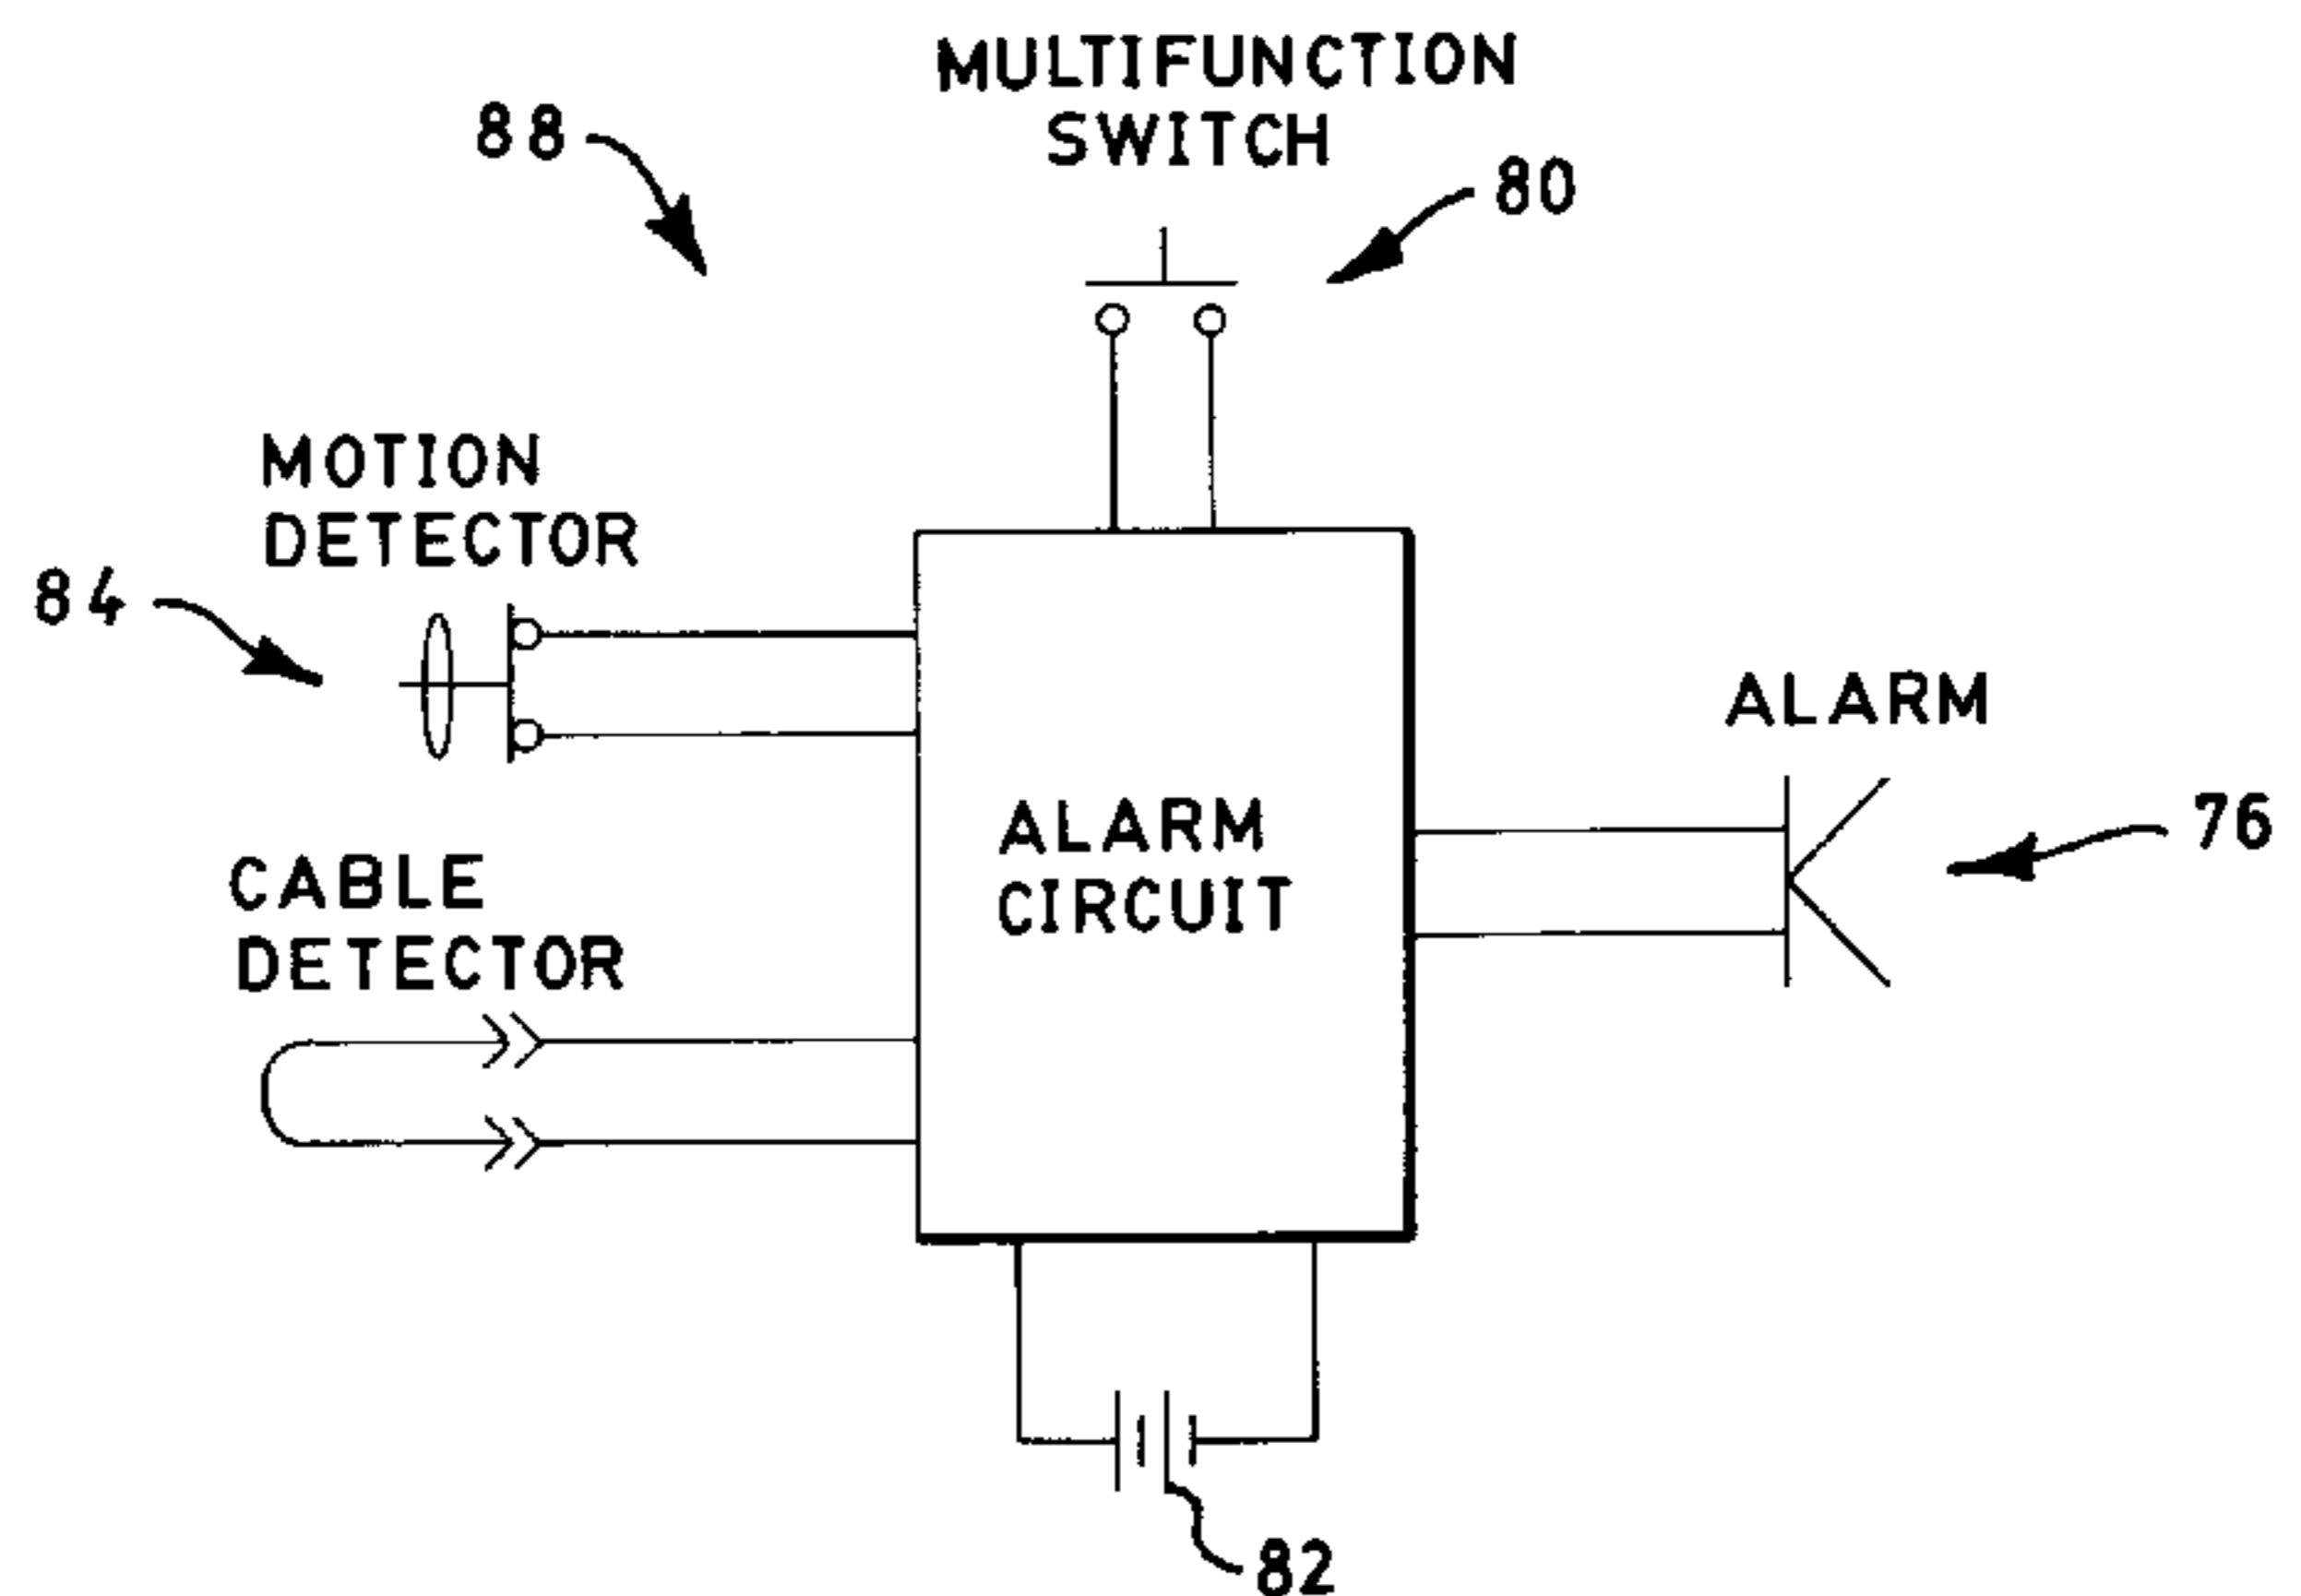 MULTIFUNCTION
SWITCH
88
80
MOTION
DETECTOR
84
ALARM
76
CABLE
DETECTOR
ALARM
CIRCUIT
82